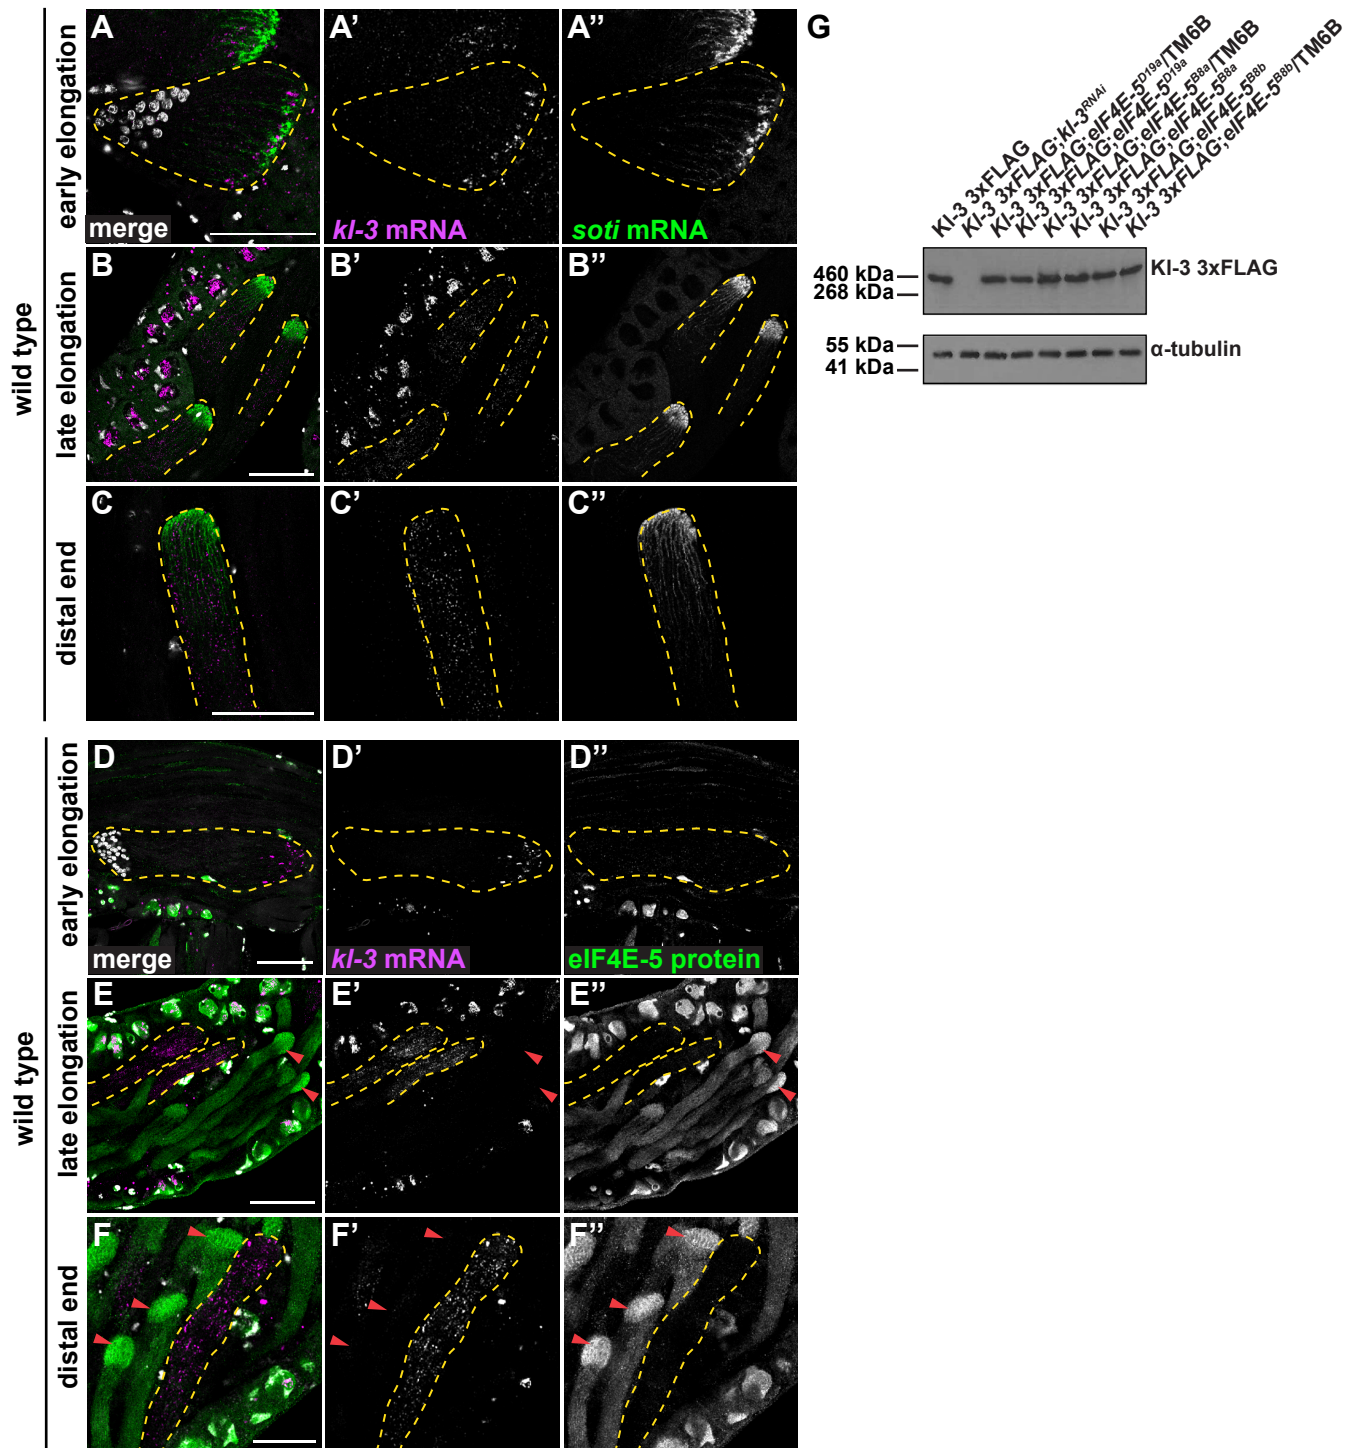 A
A'
A''
early elongation
merge
kl-3 mRNA
soti mRNA
B
B'
B''
late elongation
wild type
C
C'
C''
distal end
D
D'
D''
early elongation
merge
kl-3 mRNA
eIF4E-5 protein
E
E'
E''
late elongation
wild type
F
F'
F''
distal end
G
Kl-3 3xFLAG
Kl-3 3xFLAG;kl-3RNAi
Kl-3 3xFLAG;eIF4E-5D19a/TM6B
Kl-3 3xFLAG;eIF4E-5D19a
Kl-3 3xFLAG;eIF4E-5B8a/TM6B
Kl-3 3xFLAG;eIF4E-5B8a
Kl-3 3xFLAG;eIF4E-5B8b
Kl-3 3xFLAG;eIF4E-5B8b/TM6B
460 kDa
268 kDa
Kl-3 3xFLAG
55 kDa
41 kDa
α-tubulin